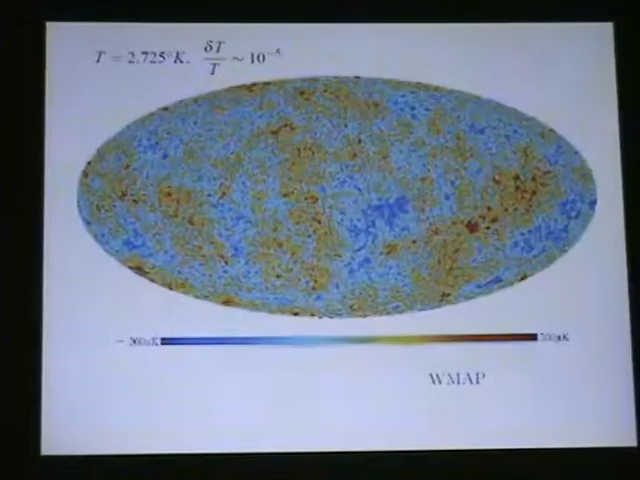 T = 2.725°K, δT/T ~ 10⁻⁵
WMAP